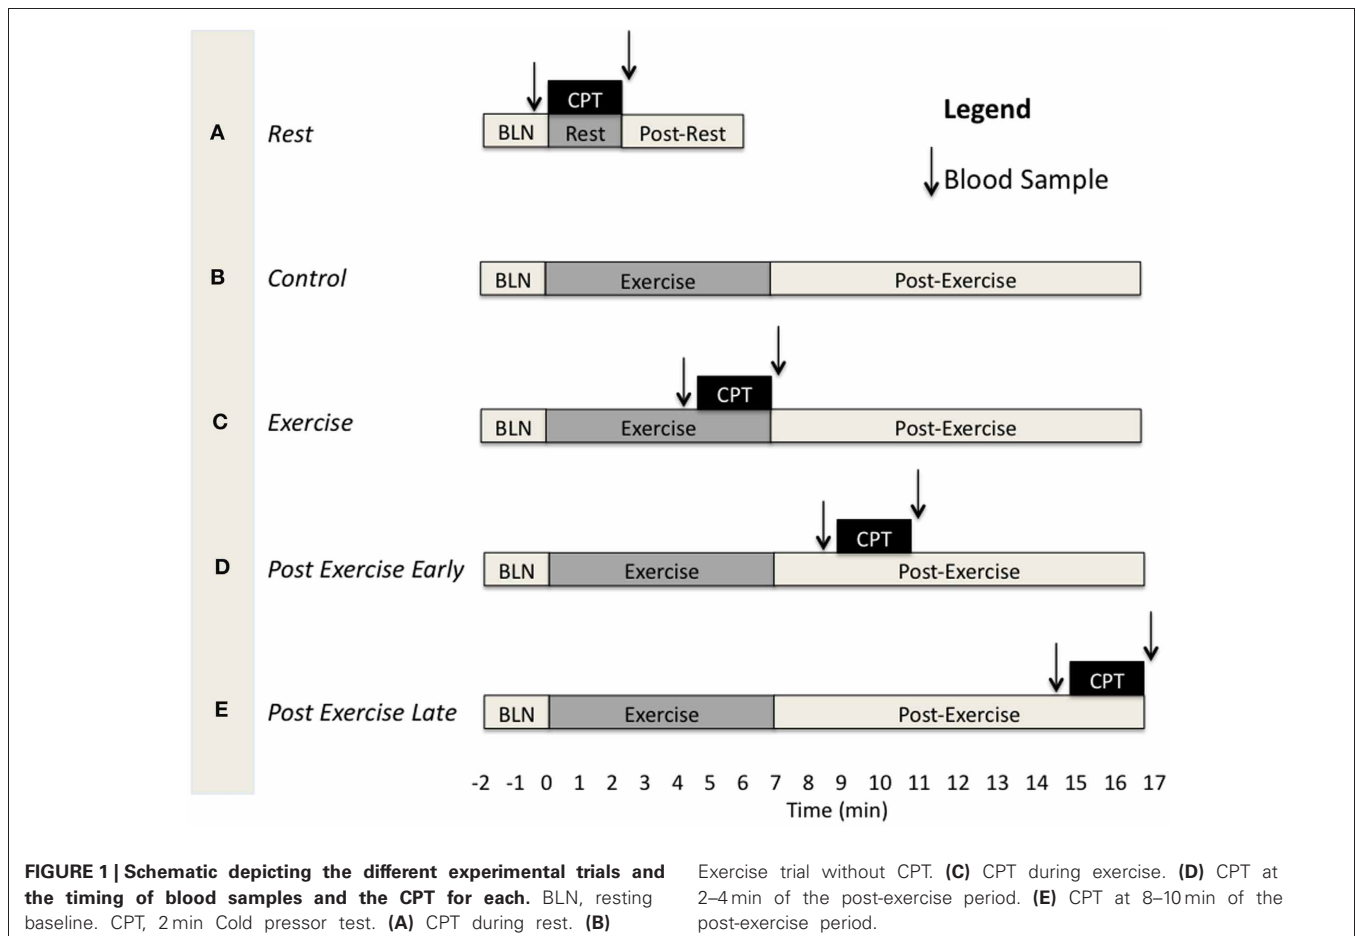 A Rest BLN CPT Rest Post-Rest
Legend
Blood Sample
B Control BLN Exercise Post-Exercise
C Exercise BLN CPT Exercise Post-Exercise
D Post Exercise Early BLN Exercise CPT Post-Exercise
E Post Exercise Late BLN Exercise Post-Exercise CPT
-2 -1 0 1 2 3 4 5 6 7 8 9 10 11 12 13 14 15 16 17
Time (min)
FIGURE 1 | Schematic depicting the different experimental trials and
the timing of blood samples and the CPT for each. BLN, resting
baseline. CPT, 2 min Cold pressor test. (A) CPT during rest. (B)
Exercise trial without CPT. (C) CPT during exercise. (D) CPT at
2–4 min of the post-exercise period. (E) CPT at 8–10 min of the
post-exercise period.